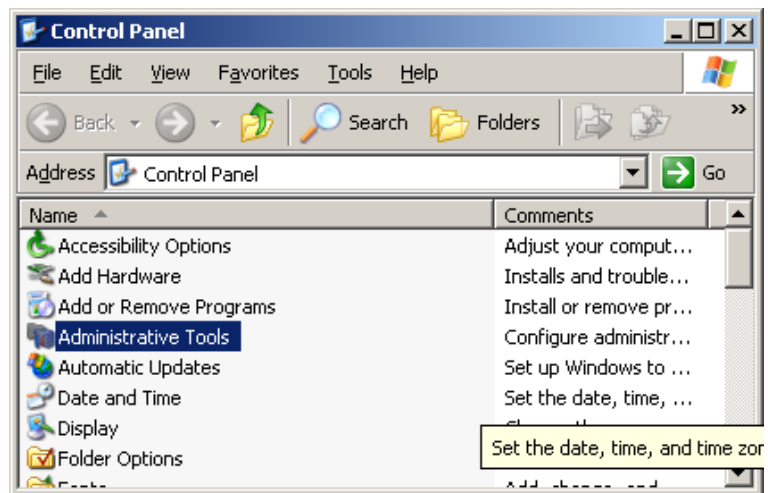 Control Panel
File Edit View Favorites Tools Help
Back Search Folders »
Address Control Panel Go
Name Comments
Accessibility Options Adjust your comput...
Add Hardware Installs and trouble...
Add or Remove Programs Install or remove pr...
Administrative Tools Configure administr...
Automatic Updates Set up Windows to ...
Date and Time Set the date, time, ...
Display
Set the date, time, and time zor
Folder Options